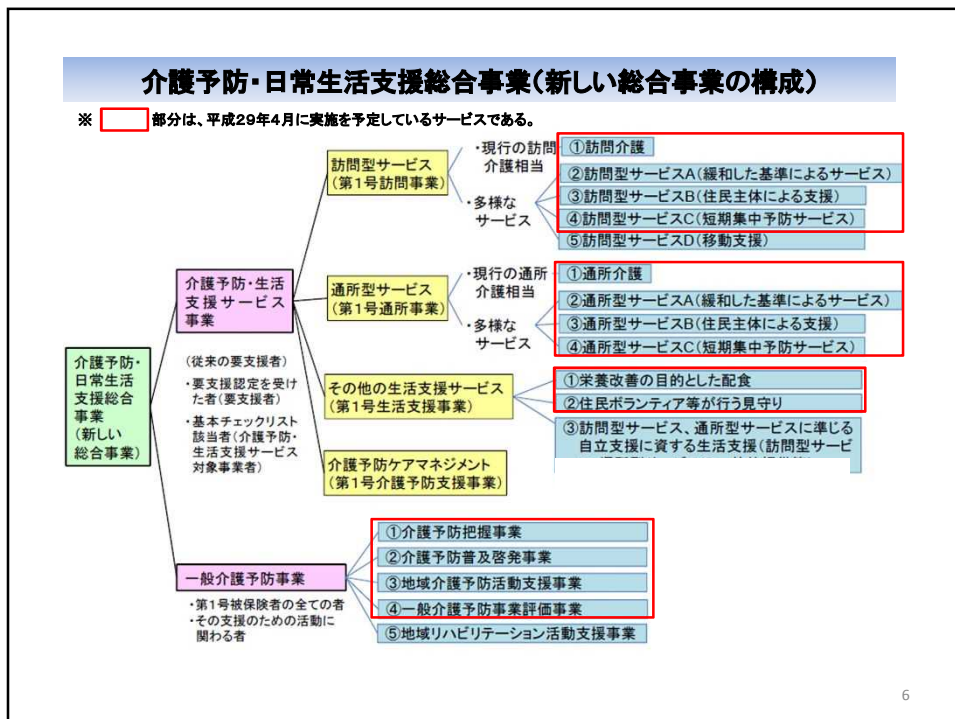 介護予防・日常生活支援総合事業(新しい総合事業の構成)
※ 部分は、平成29年4月に実施を予定しているサービスである。
介護予防・
日常生活
支援総合
事業
(新しい
総合事業)
介護予防・生活
支援サービス
事業
(従来の要支援者)
・要支援認定を受け
た者(要支援者)
・基本チェックリスト
該当者(介護予防・
生活支援サービス
対象事業者)
訪問型サービス
(第1号訪問事業)
・現行の訪問
介護相当
①訪問介護
・多様な
サービス
②訪問型サービスA(緩和した基準によるサービス)
③訪問型サービスB(住民主体による支援)
④訪問型サービスC(短期集中予防サービス)
⑤訪問型サービスD(移動支援)
通所型サービス
(第1号通所事業)
・現行の通所
介護相当
①通所介護
・多様な
サービス
②通所型サービスA(緩和した基準によるサービス)
③通所型サービスB(住民主体による支援)
④通所型サービスC(短期集中予防サービス)
その他の生活支援サービス
(第1号生活支援事業)
①栄養改善の目的とした配食
②住民ボランティア等が行う見守り
③訪問型サービス、通所型サービスに準じる
自立支援に資する生活支援(訪問型サービ
介護予防ケアマネジメント
(第1号介護予防支援事業)
一般介護予防事業
・第1号被保険者の全ての者
・その支援のための活動に
関わる者
①介護予防把握事業
②介護予防普及啓発事業
③地域介護予防活動支援事業
④一般介護予防事業評価事業
⑤地域リハビリテーション活動支援事業
6